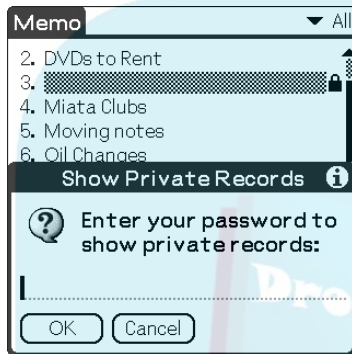 Memo All
2. DVDs to Rent
3.
4. Miata Clubs
5. Moving notes
6. Oil Changes
Show Private Records i
? Enter your password to
show private records:
OK Cancel